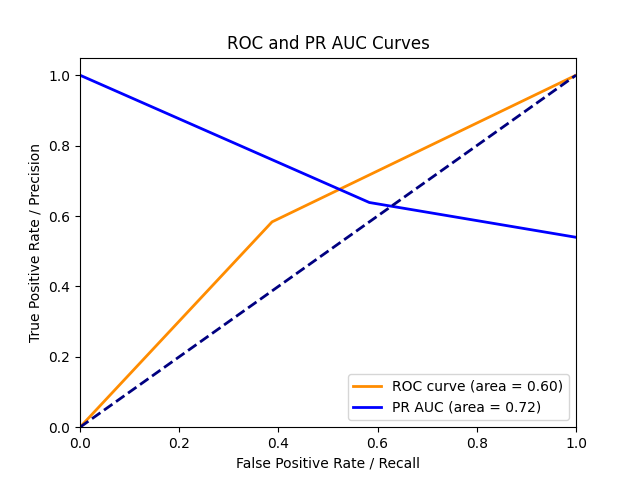 ROC and PR AUC Curves
True Positive Rate / Precision
1.0
0.8
0.6
0.4
0.2
0.0
0.0 0.2 0.4 0.6 0.8 1.0
False Positive Rate / Recall
ROC curve (area = 0.60)
PR AUC (area = 0.72)